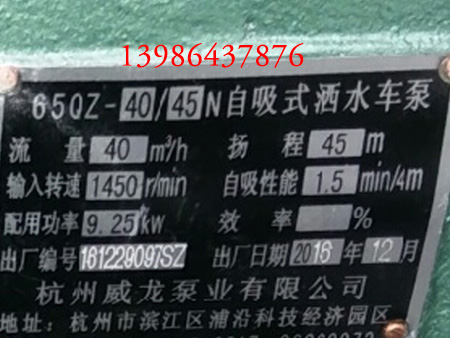 13986437876
65QZ-40/45N自吸式洒水车泵
流量 40 m³/h 扬程 45 m
输入转速 1450 r/min 自吸性能 1.5 min/4m
配用功率 9.25 kw 效率 %
出厂编号 161229097SZ 出厂日期 2016 年 12 月
杭州威龙泵业有限公司
地址：杭州市滨江区浦沿科技经济园区